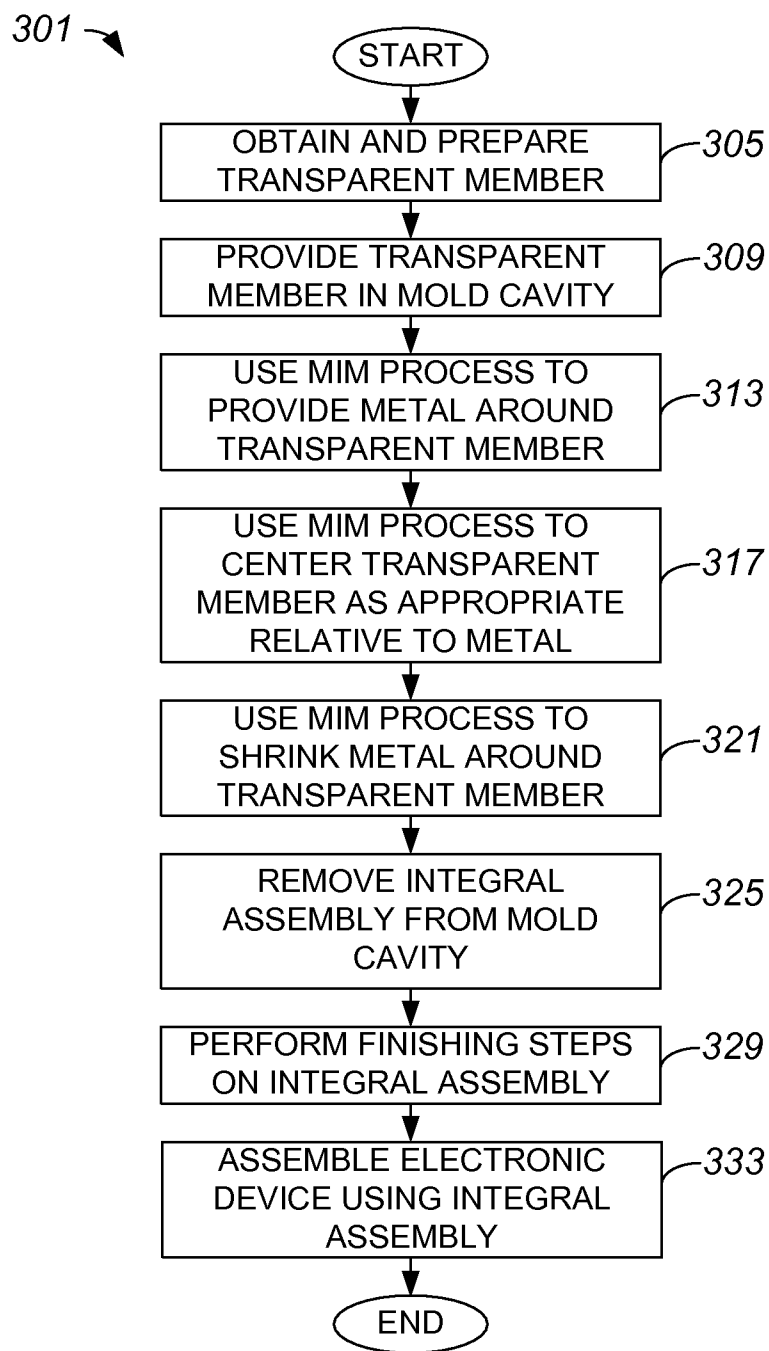 301
START
OBTAIN AND PREPARE
TRANSPARENT MEMBER
305
PROVIDE TRANSPARENT
MEMBER IN MOLD CAVITY
309
USE MIM PROCESS TO
PROVIDE METAL AROUND
TRANSPARENT MEMBER
313
USE MIM PROCESS TO
CENTER TRANSPARENT
MEMBER AS APPROPRIATE
RELATIVE TO METAL
317
USE MIM PROCESS TO
SHRINK METAL AROUND
TRANSPARENT MEMBER
321
REMOVE INTEGRAL
ASSEMBLY FROM MOLD
CAVITY
325
PERFORM FINISHING STEPS
ON INTEGRAL ASSEMBLY
329
ASSEMBLE ELECTRONIC
DEVICE USING INTEGRAL
ASSEMBLY
333
END